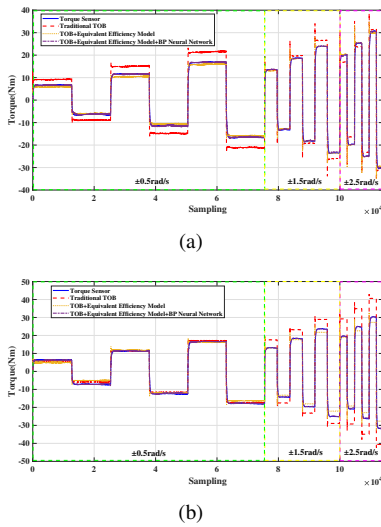 40
30
20
10
0
-10
-20
-30
-40
Torque(Nm)
Torque Sensor
Traditional TOB
TOB+Equivalent Efficiency Model
TOB+Equivalent Efficiency Model+BP Neural Network
±0.5rad/s
±1.5rad/s
±2.5rad/s
0 2 4 6 8 10
×10⁴
Sampling
(a)
50
40
30
20
10
0
-10
-20
-30
-40
-50
Torque(Nm)
Torque Sensor
Traditional TOB
TOB+Equivalent Efficiency Model
TOB+Equivalent Efficiency Model+BP Neural Network
±0.5rad/s
±1.5rad/s
±2.5rad/s
0 2 4 6 8 10
Sampling
(b)